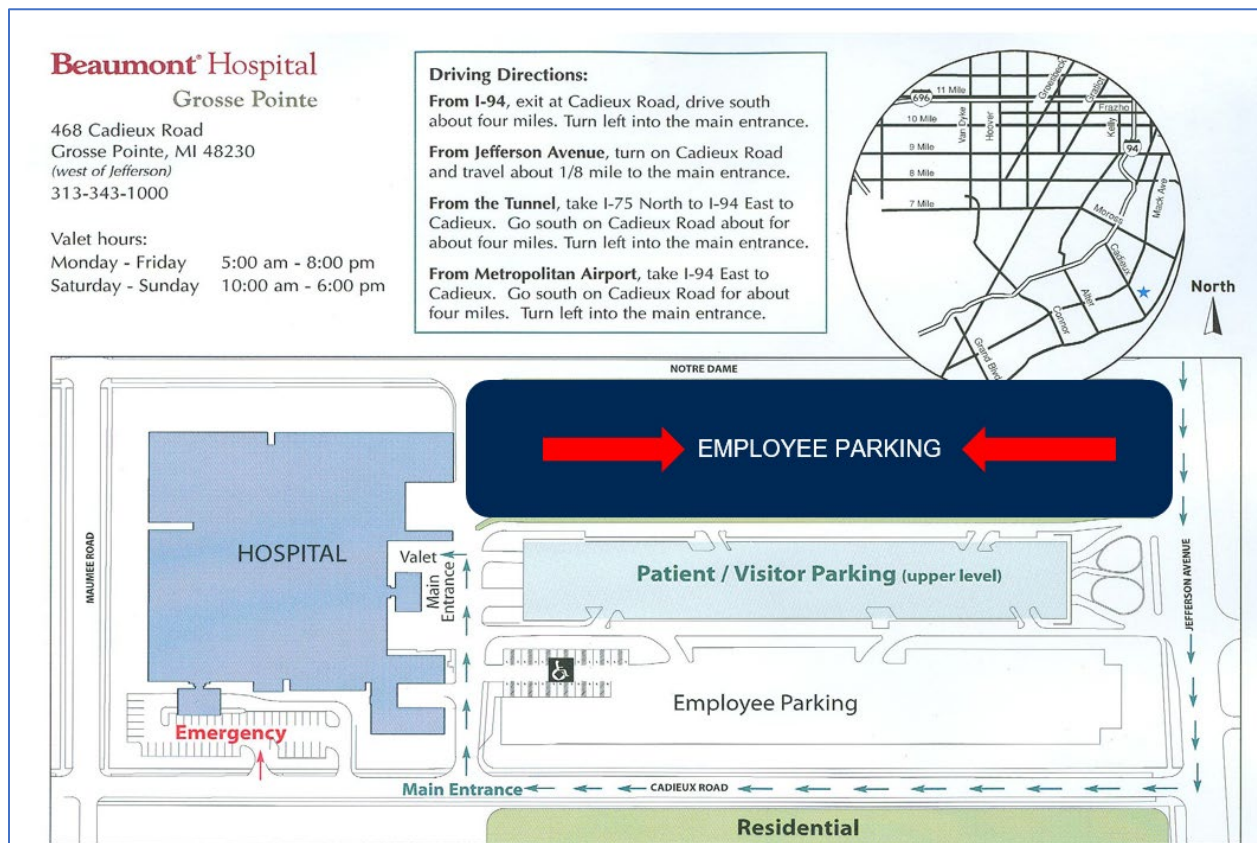 Beaumont® Hospital
Grosse Pointe
468 Cadieux Road
Grosse Pointe, MI 48230
(west of Jefferson)
313-343-1000
Valet hours:
Monday - Friday 5:00 am - 8:00 pm
Saturday - Sunday 10:00 am - 6:00 pm
Driving Directions:
From I-94, exit at Cadieux Road, drive south
about four miles. Turn left into the main entrance.
From Jefferson Avenue, turn on Cadieux Road
and travel about 1/8 mile to the main entrance.
From the Tunnel, take I-75 North to I-94 East to
Cadieux. Go south on Cadieux Road about for
about four miles. Turn left into the main entrance.
From Metropolitan Airport, take I-94 East to
Cadieux. Go south on Cadieux Road for about
four miles. Turn left into the main entrance.
696
11 Mile
10 Mile
9 Mile
8 Mile
7 Mile
Van Dyke
Hoover
Groesbeck
Gratiot
Frazho
Kelly
94
Mack Ave
Moross
Cadieux
Alter
Connor
Grand Blvd
North
NOTRE DAME
EMPLOYEE PARKING
MAUMEE ROAD
HOSPITAL
Valet
Main
Entrance
Patient / Visitor Parking (upper level)
JEFFERSON AVENUE
Employee Parking
Emergency
Main Entrance
CADIEUX ROAD
Residential